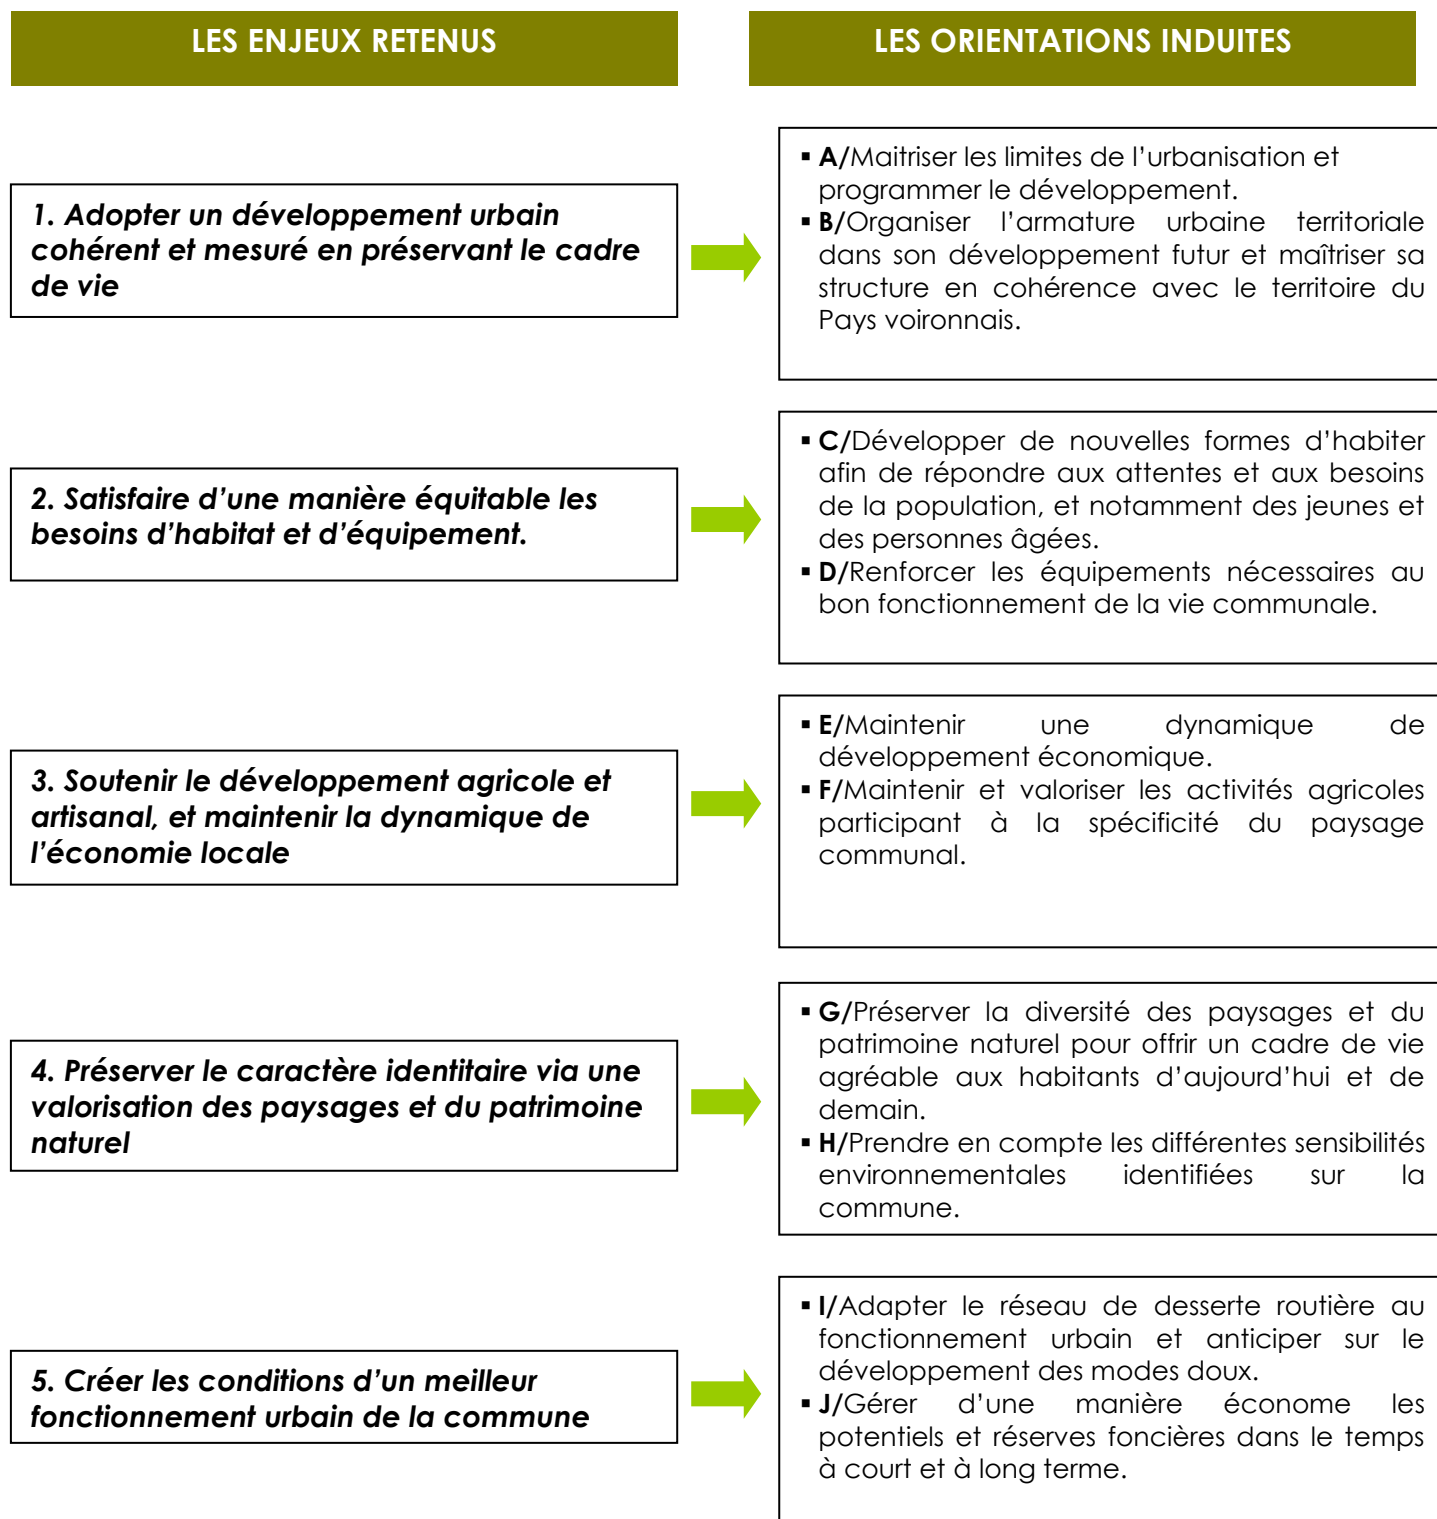 LES ENJEUX RETENUS
LES ORIENTATIONS INDUITES
1. Adopter un développement urbain
cohérent et mesuré en préservant le cadre
de vie
▪ A/Maitriser les limites de l’urbanisation et
programmer le développement.
▪ B/Organiser l’armature urbaine territoriale
dans son développement futur et maîtriser sa
structure en cohérence avec le territoire du
Pays voironnais.
2. Satisfaire d’une manière équitable les
besoins d’habitat et d’équipement.
▪ C/Développer de nouvelles formes d’habiter
afin de répondre aux attentes et aux besoins
de la population, et notamment des jeunes et
des personnes âgées.
▪ D/Renforcer les équipements nécessaires au
bon fonctionnement de la vie communale.
3. Soutenir le développement agricole et
artisanal, et maintenir la dynamique de
l’économie locale
▪ E/Maintenir une dynamique de
développement économique.
▪ F/Maintenir et valoriser les activités agricoles
participant à la spécificité du paysage
communal.
4. Préserver le caractère identitaire via une
valorisation des paysages et du patrimoine
naturel
▪ G/Préserver la diversité des paysages et du
patrimoine naturel pour offrir un cadre de vie
agréable aux habitants d’aujourd’hui et de
demain.
▪ H/Prendre en compte les différentes sensibilités
environnementales identifiées sur la
commune.
5. Créer les conditions d’un meilleur
fonctionnement urbain de la commune
▪ I/Adapter le réseau de desserte routière au
fonctionnement urbain et anticiper sur le
développement des modes doux.
▪ J/Gérer d’une manière économe les
potentiels et réserves foncières dans le temps
à court et à long terme.